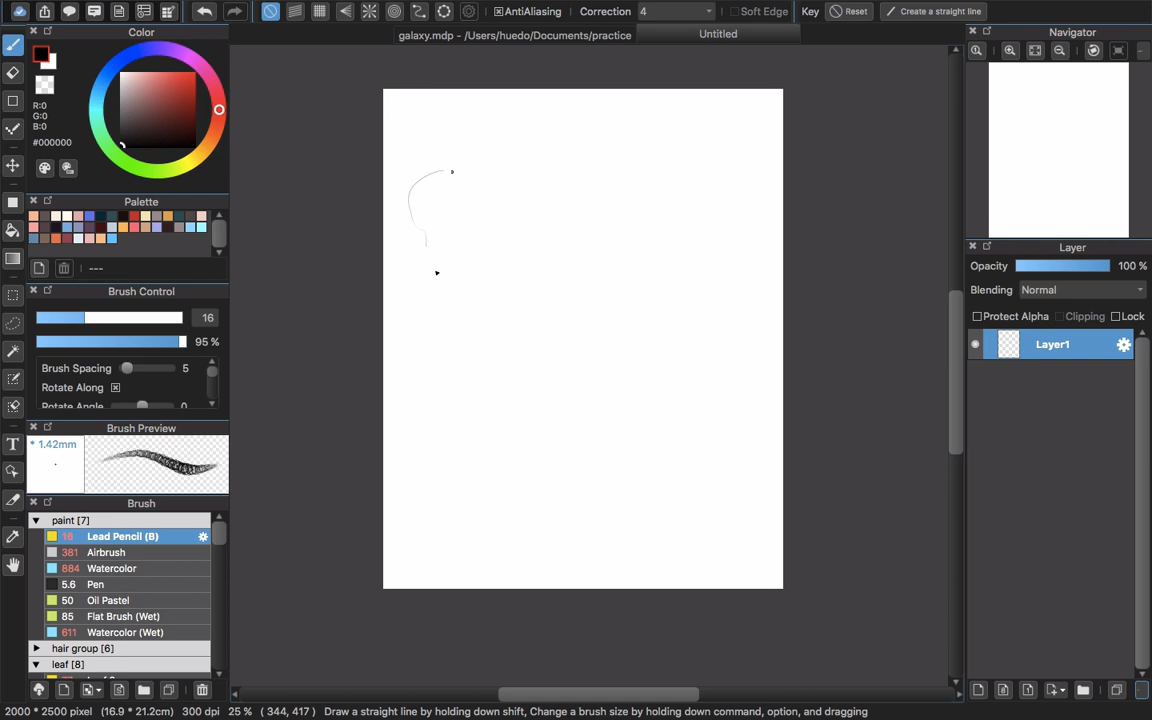 AntiAliasing Correction 4 Soft Edge Key Reset Create a straight line
Color galaxy.mdp - /Users/huedo/Documents/practice Untitled Navigator
R:0
G:0
B:0
#000000
Palette
---
Brush Control
16
95 %
Brush Spacing 5
Rotate Along
Rotate Angle 0
Brush Preview
* 1.42mm
Brush
paint [7]
16 Lead Pencil (B)
381 Airbrush
884 Watercolor
5.6 Pen
50 Oil Pastel
85 Flat Brush (Wet)
611 Watercolor (Wet)
hair group [6]
leaf [8]
Layer
Opacity 100 %
Blending Normal
Protect Alpha Clipping Lock
Layer1
T
2000 * 2500 pixel (16.9 * 21.2cm) 300 dpi 25 % ( 344, 417 ) Draw a straight line by holding down shift, Change a brush size by holding down command, option, and dragging